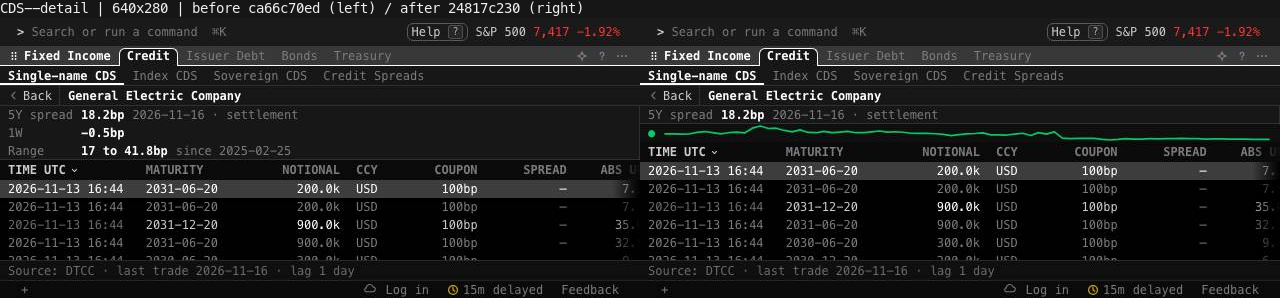 CDS--detail | 640x280 | before ca66c70ed (left) / after 24817c230 (right)
> Search or run a command ⌘K Help ? S&P 500 7,417 −1.92%
Fixed Income Credit Issuer Debt Bonds Treasury ? ···
Single-name CDS Index CDS Sovereign CDS Credit Spreads
‹ Back General Electric Company
5Y spread 18.2bp 2026-11-16 · settlement
1W −0.5bp
Range 17 to 41.8bp since 2025-02-25
TIME UTC MATURITY NOTIONAL CCY COUPON SPREAD ABS U
2026-11-13 16:44 2031-06-20 200.0k USD 100bp — 7.
2026-11-13 16:44 2031-06-20 200.0k USD 100bp — 7.
2026-11-13 16:44 2031-12-20 900.0k USD 100bp — 35.
2026-11-13 16:44 2031-06-20 900.0k USD 100bp — 32.
Source: DTCC · last trade 2026-11-16 · lag 1 day
+ Log in 15m delayed Feedback
> Search or run a command ⌘K Help ? S&P 500 7,417 −1.92%
Fixed Income Credit Issuer Debt Bonds Treasury ? ···
Single-name CDS Index CDS Sovereign CDS Credit Spreads
‹ Back General Electric Company
5Y spread 18.2bp 2026-11-16 · settlement
TIME UTC MATURITY NOTIONAL CCY COUPON SPREAD ABS U
2026-11-13 16:44 2031-06-20 200.0k USD 100bp — 7.
2026-11-13 16:44 2031-06-20 200.0k USD 100bp — 7.
2026-11-13 16:44 2031-12-20 900.0k USD 100bp — 35.
2026-11-13 16:44 2031-06-20 900.0k USD 100bp — 32.
2026-11-13 16:44 2030-06-20 300.0k USD 100bp — 9.
Source: DTCC · last trade 2026-11-16 · lag 1 day
+ Log in 15m delayed Feedback